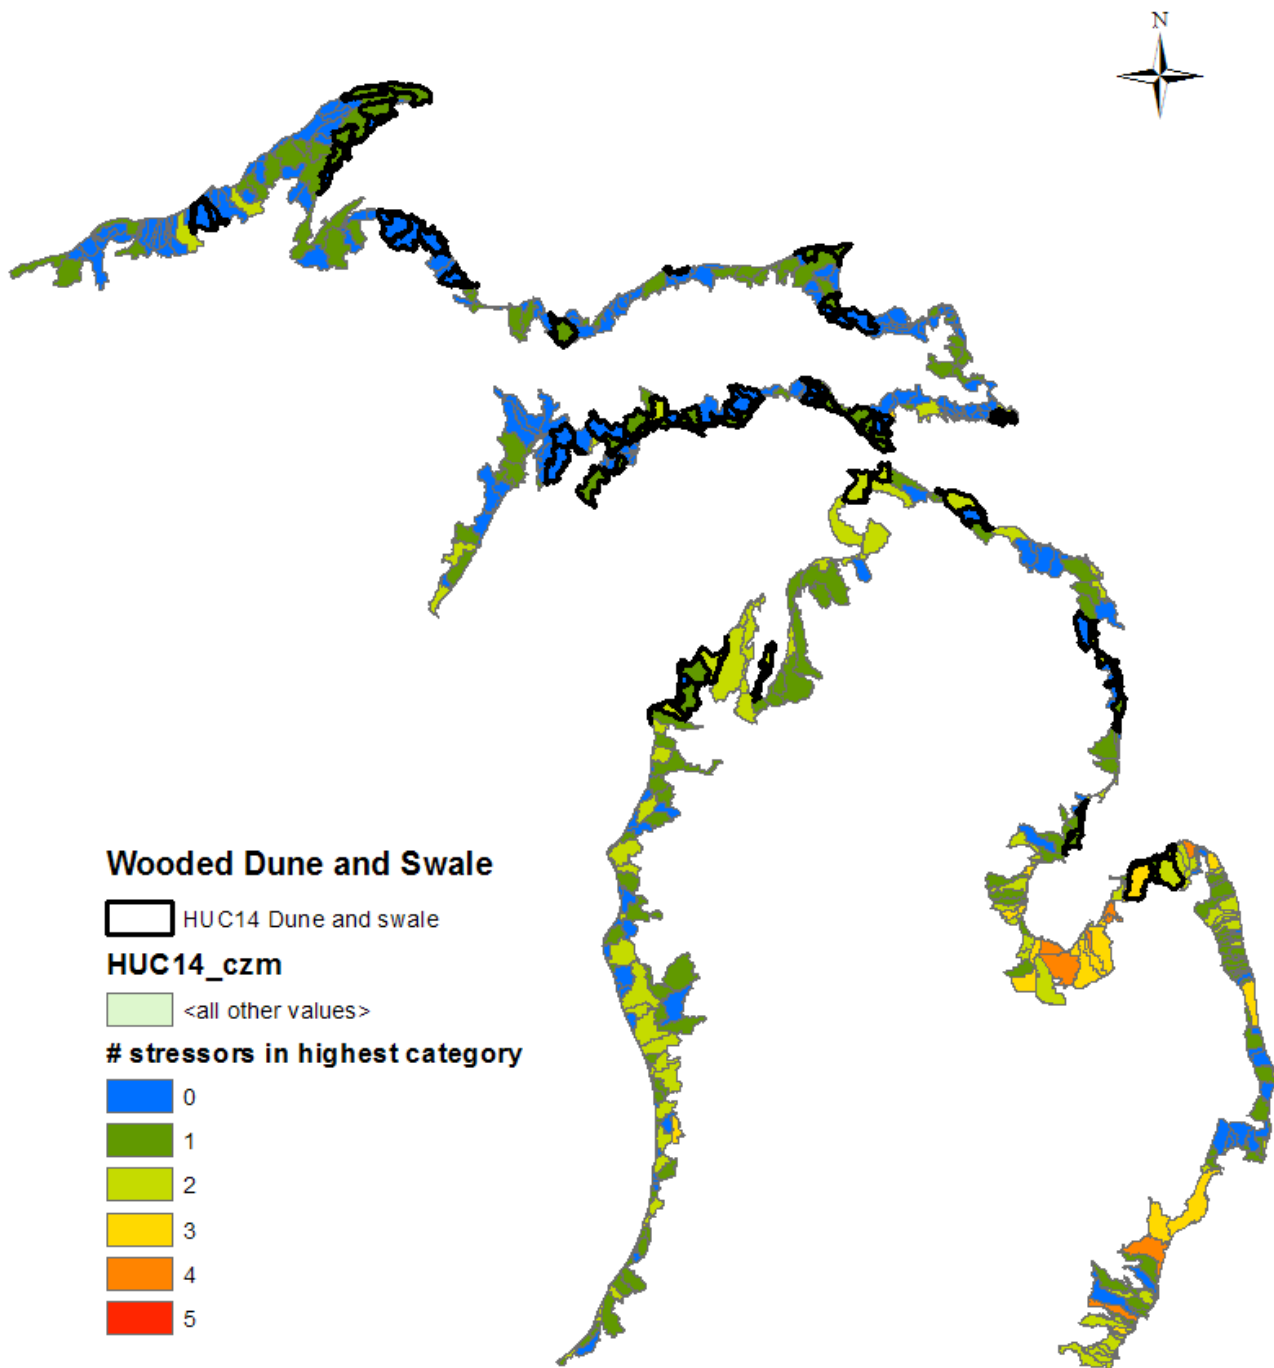 N
Wooded Dune and Swale
HUC14 Dune and swale
HUC14_czm
<all other values>
# stressors in highest category
0
1
2
3
4
5